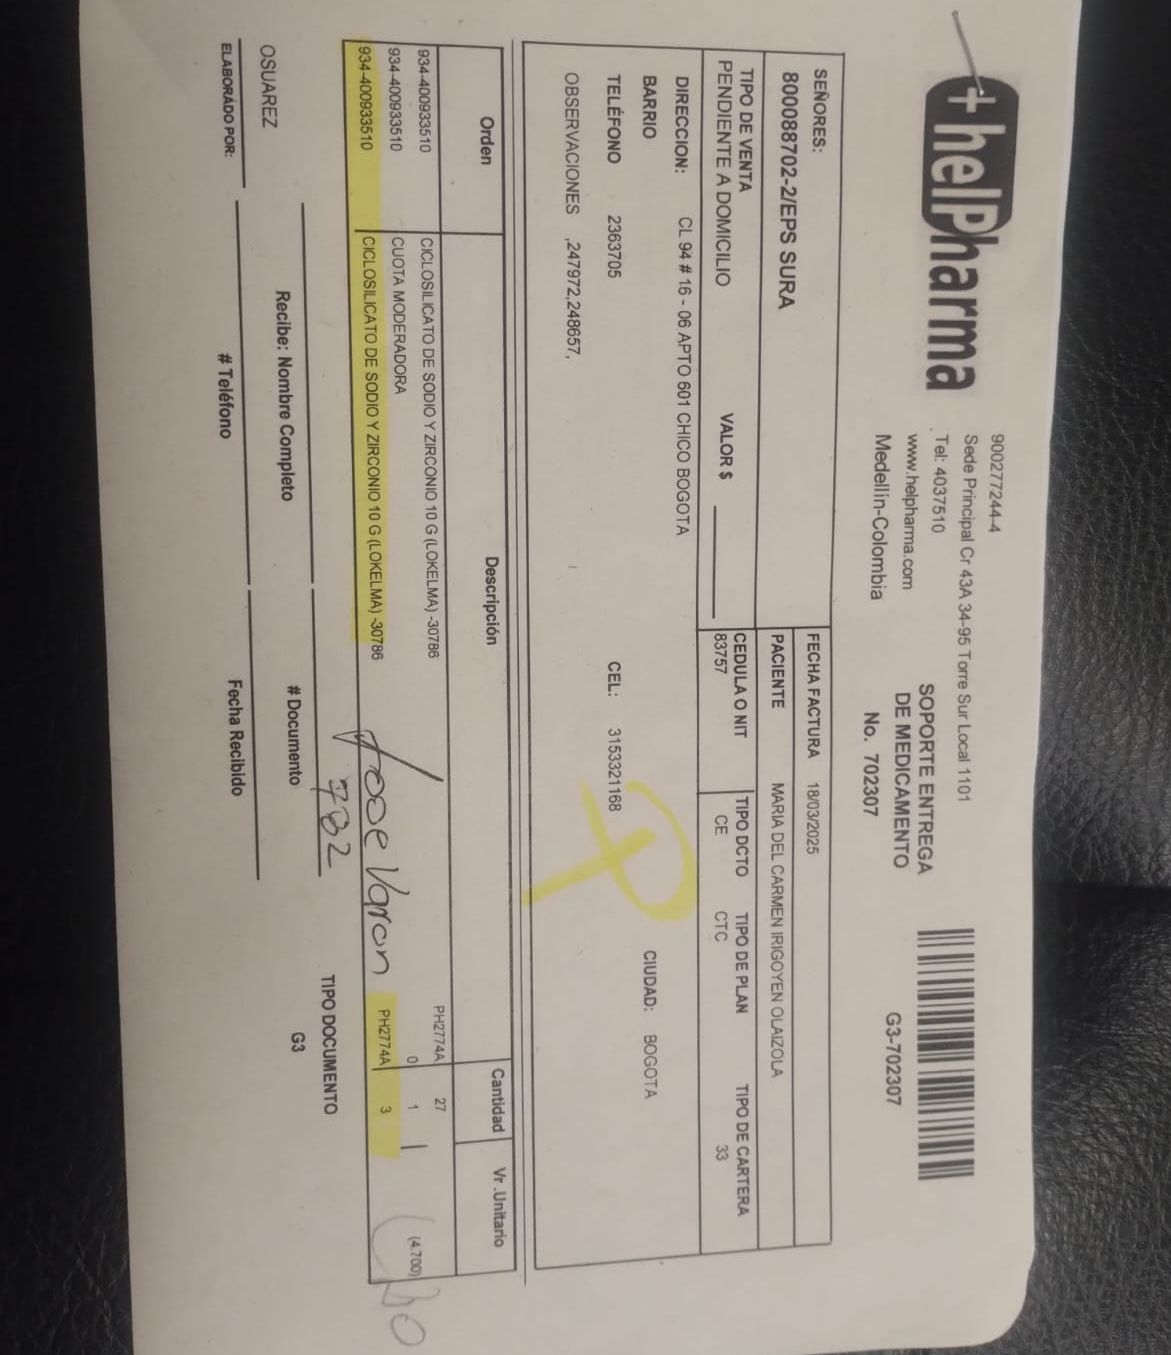 +helPharma
900277244-4
Sede Principal Cr 43A 34-95 Torre Sur Local 1101
Tel: 4037510
www.helpharma.com
Medellin-Colombia
SOPORTE ENTREGA
DE MEDICAMENTO
No. 702307
G3-702307
SEÑORES:
800088702-2/EPS SURA
FECHA FACTURA 18/03/2025
PACIENTE MARIA DEL CARMEN IRIGOYEN OLAIZOLA
TIPO DE VENTA
PENDIENTE A DOMICILIO
VALOR $
CEDULA O NIT TIPO DCTO TIPO DE PLAN TIPO DE CARTERA
83757 CE CTC 33
DIRECCION: CL 94 # 16 - 06 APTO 601 CHICO BOGOTA
BARRIO CIUDAD: BOGOTA
TELÉFONO 2363705 CEL: 3153321168
OBSERVACIONES ,247972,248657,
Orden Descripción Cantidad Vr .Unitario
934-400933510 CICLOSILICATO DE SODIO Y ZIRCONIO 10 G (LOKELMA) -30786 PH2774A 27
934-400933510 CUOTA MODERADORA 0 1 (4.700)
934-400933510 CICLOSILICATO DE SODIO Y ZIRCONIO 10 G (LOKELMA) -30786 PH2774A 3
Jose Varon
782
OSUAREZ
ELABORADO POR:
Recibe: Nombre Completo
# Documento
TIPO DOCUMENTO
G3
# Teléfono
Fecha Recibido